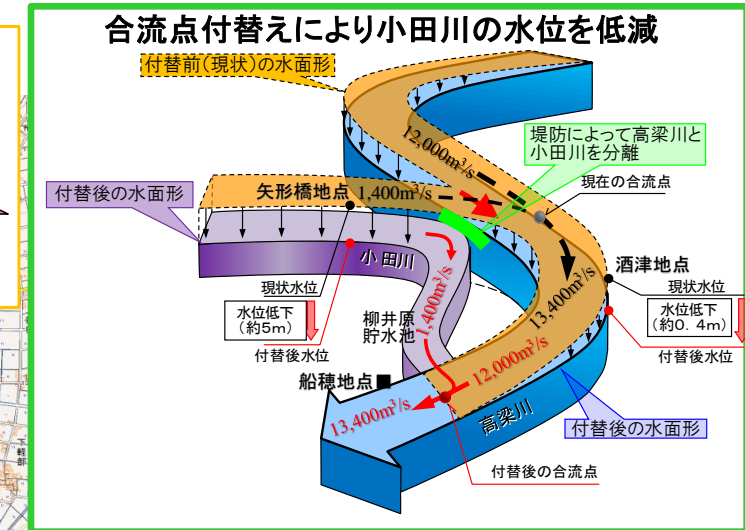 合流点付替えにより小田川の水位を低減
付替前(現状)の水面形
12,000m³/s
堤防によって高梁川と
小田川を分離
付替後の水面形
矢形橋地点
1,400m³/s
現在の合流点
小田川
酒津地点
現状水位
水位低下
(約5m)
付替後水位
現状水位
水位低下
(約0.4m)
付替後水位
柳井原
貯水池
1,400m³/s
13,400m³/s
船穂地点
12,000m³/s
13,400m³/s
高梁川
付替後の水面形
付替後の合流点
下軽部